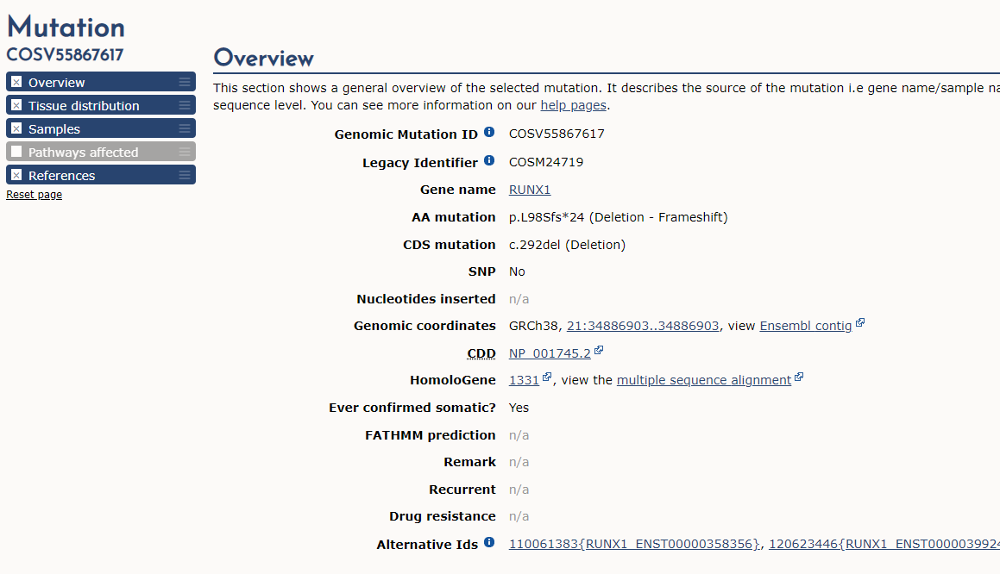 Mutation
COSV55867617
Overview
Tissue distribution
Samples
Pathways affected
References
Reset page
Overview
This section shows a general overview of the selected mutation. It describes the source of the mutation i.e gene name/sample na
sequence level. You can see more information on our help pages.
Genomic Mutation ID COSV55867617
Legacy Identifier COSM24719
Gene name RUNX1
AA mutation p.L98Sfs*24 (Deletion - Frameshift)
CDS mutation c.292del (Deletion)
SNP No
Nucleotides inserted n/a
Genomic coordinates GRCh38, 21:34886903..34886903, view Ensembl contig
CDD NP_001745.2
HomoloGene 1331, view the multiple sequence alignment
Ever confirmed somatic? Yes
FATHMM prediction n/a
Remark n/a
Recurrent n/a
Drug resistance n/a
Alternative Ids 110061383{RUNX1_ENST00000358356}, 120623446{RUNX1_ENST0000039924